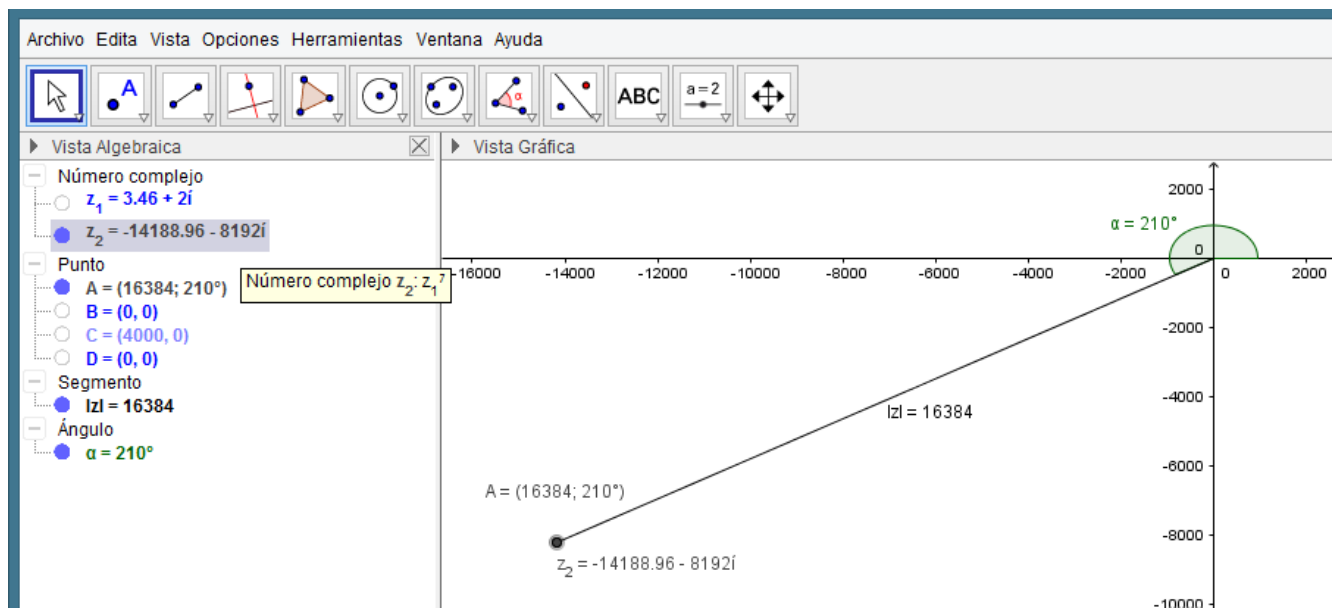 Archivo Edita Vista Opciones Herramientas Ventana Ayuda
A α ABC a=2
Vista Algebraica
Número complejo
z₁ = 3.46 + 2í
z₂ = -14188.96 - 8192í
Punto
A = (16384; 210°)
B = (0, 0)
C = (4000, 0)
D = (0, 0)
Segmento
lzl = 16384
Ángulo
α = 210°
Número complejo z₂: z₁⁷
Vista Gráfica
2000
α = 210°
0
-16000 -14000 -12000 -10000 -8000 -6000 -4000 -2000 0 2000
-2000
-4000
lzl = 16384
-6000
A = (16384; 210°)
-8000
z₂ = -14188.96 - 8192í
-10000